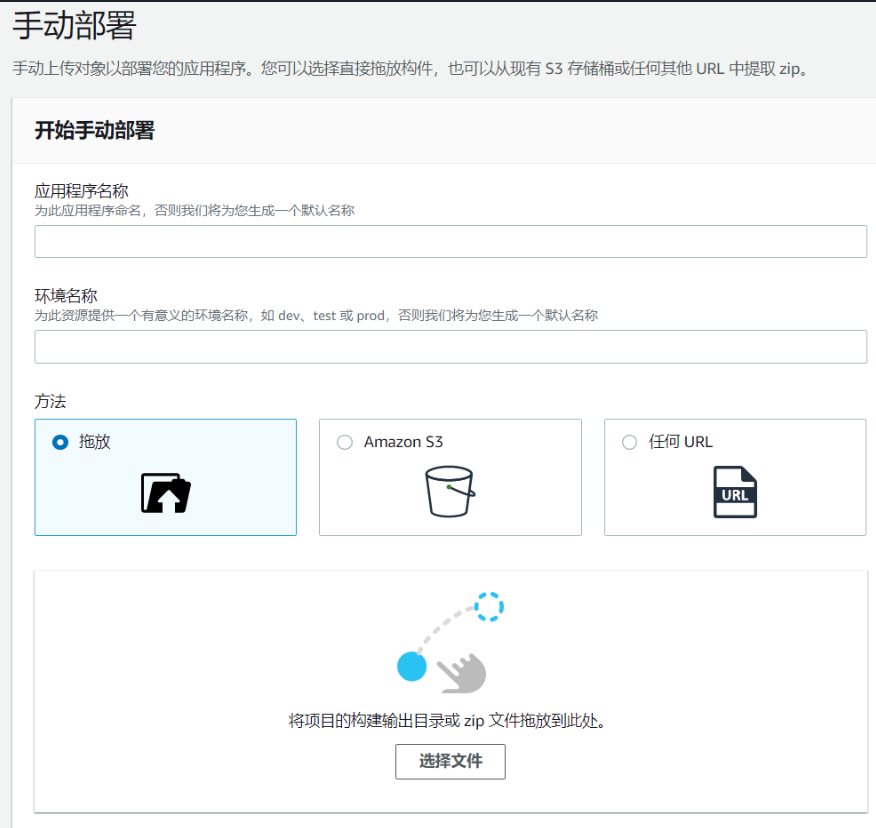 手动部署
手动上传对象以部署您的应用程序。您可以选择直接拖放构件，也可以从现有 S3 存储桶或任何其他 URL 中提取 zip。
开始手动部署
应用程序名称
为此应用程序命名，否则我们将为您生成一个默认名称
环境名称
为此资源提供一个有意义的环境名称，如 dev、test 或 prod，否则我们将为您生成一个默认名称
方法
拖放
Amazon S3
任何 URL
URL
将项目的构建输出目录或 zip 文件拖放到此处。
选择文件